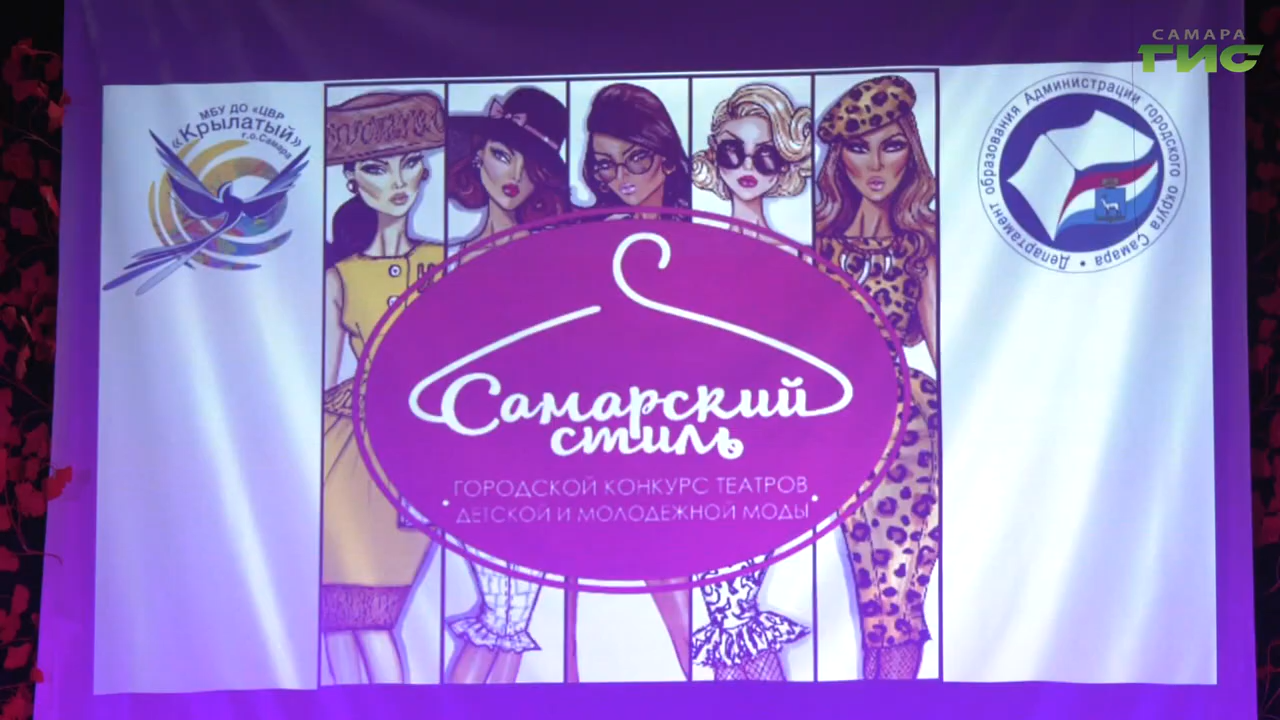 САМАРА
ГИС
МБУ ДО «ЦВР
«Крылатый»
г.о.Самара
Департамент образования Администрации городского округа Самара •
Самарский
стиль
ГОРОДСКОЙ КОНКУРС ТЕАТРОВ
• ДЕТСКОЙ И МОЛОДЕЖНОЙ МОДЫ •